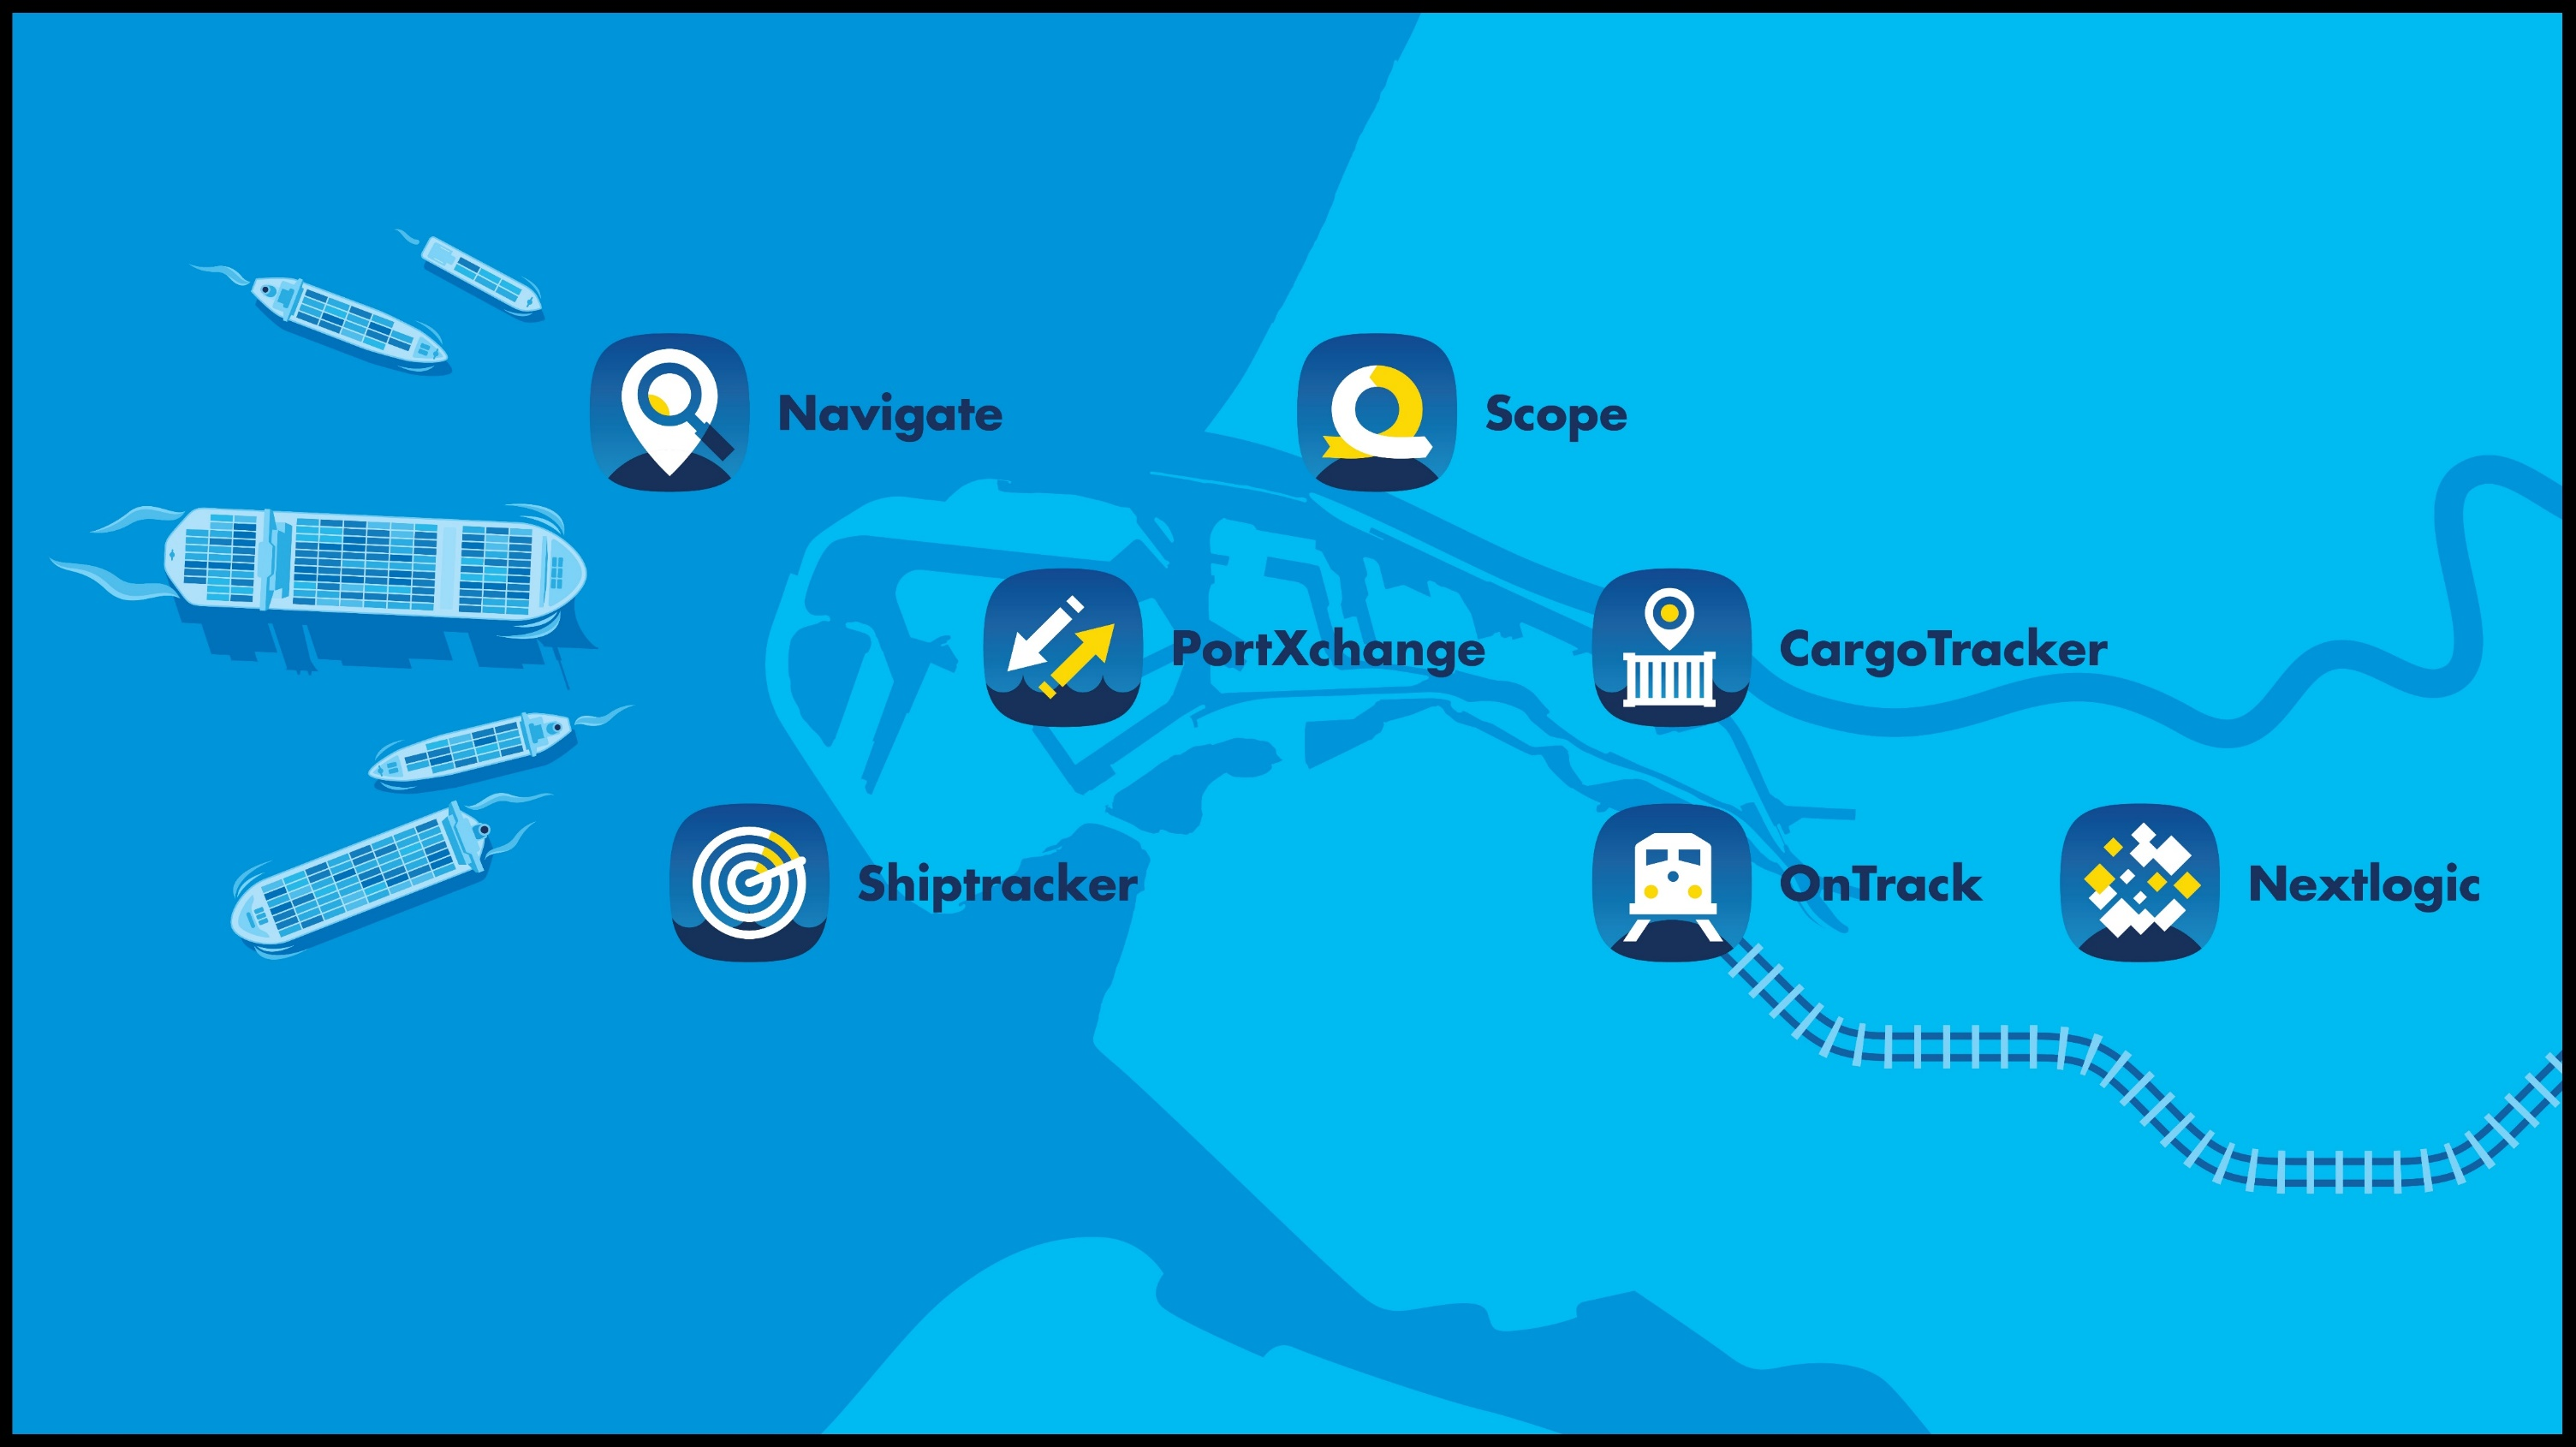 Navigate
Scope
PortXchange
CargoTracker
Shiptracker
OnTrack
Nextlogic